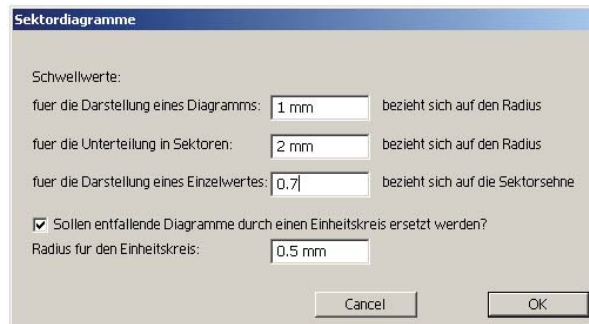 Sektordiagramme
Schwellwerte:
fuer die Darstellung eines Diagramms: 1 mm bezieht sich auf den Radius
fuer die Unterteilung in Sektoren: 2 mm bezieht sich auf den Radius
fuer die Darstellung eines Einzelwertes: 0.7 bezieht sich auf die Sektorsehne
Sollen entfallende Diagramme durch einen Einheitskreis ersetzt werden?
Radius fur den Einheitskreis: 0.5 mm
Cancel OK